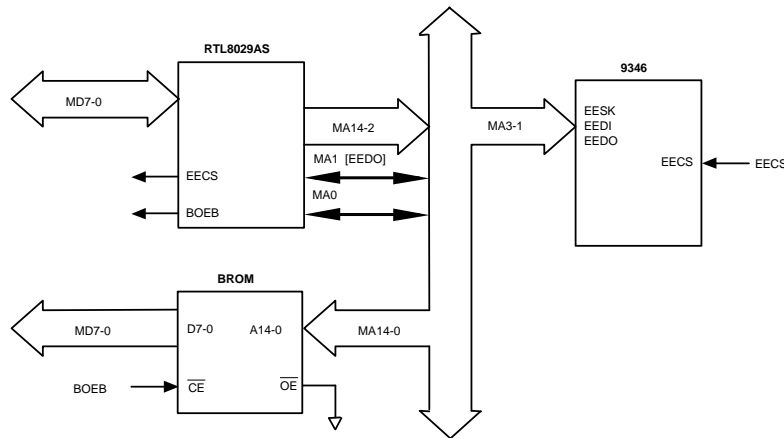 RTL8029AS
9346
MD7-0
MA14-2
MA3-1
EESK
EEDI
EEDO
MA1 [EEDO]
EECS
EECS
EECS
MA0
BOEB
BROM
MD7-0
D7-0
A14-0
MA14-0
BOEB
CE
OE